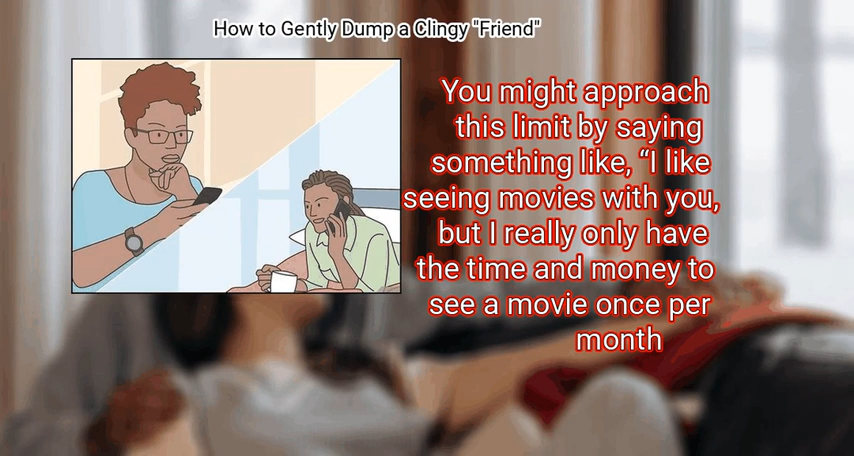 How to Gently Dump a Clingy "Friend"
You might approach
this limit by saying
something like, “I like
seeing movies with you,
but I really only have
the time and money to
see a movie once per
month